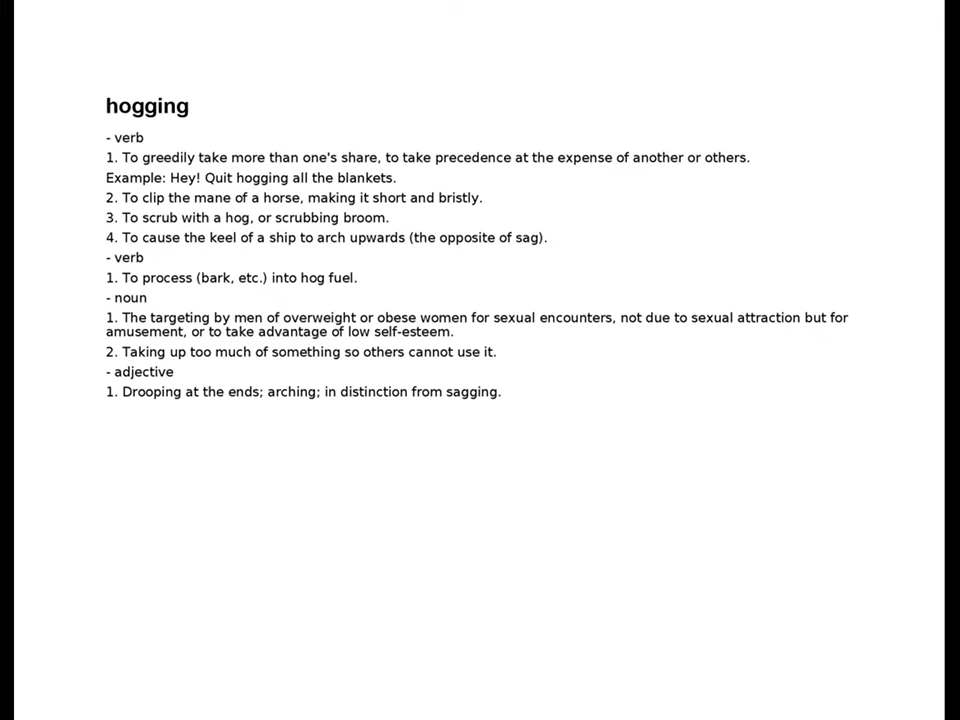 hogging
- verb
1. To greedily take more than one's share, to take precedence at the expense of another or others.
Example: Hey! Quit hogging all the blankets.
2. To clip the mane of a horse, making it short and bristly.
3. To scrub with a hog, or scrubbing broom.
4. To cause the keel of a ship to arch upwards (the opposite of sag).
- verb
1. To process (bark, etc.) into hog fuel.
- noun
1. The targeting by men of overweight or obese women for sexual encounters, not due to sexual attraction but for
amusement, or to take advantage of low self-esteem.
2. Taking up too much of something so others cannot use it.
- adjective
1. Drooping at the ends; arching; in distinction from sagging.